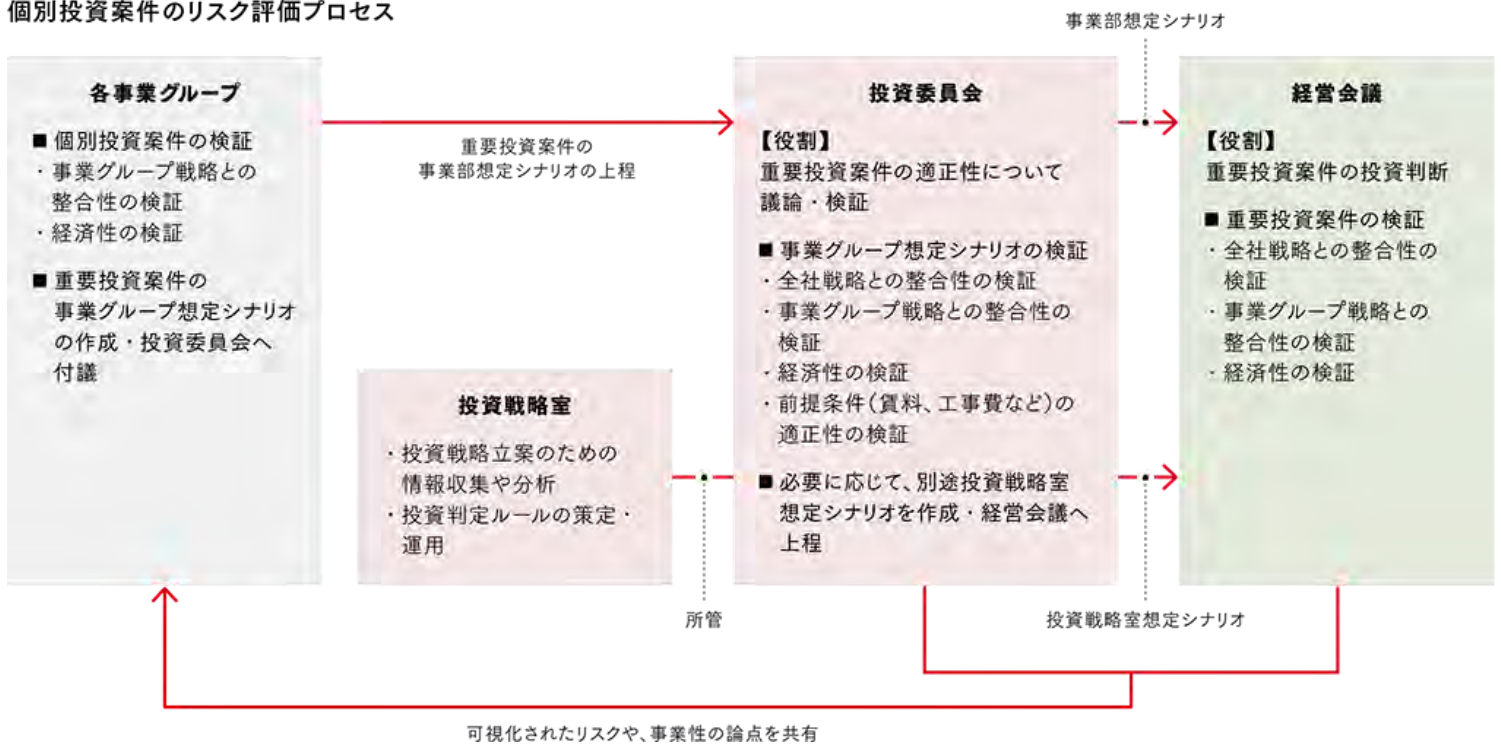 個別投資案件のリスク評価プロセス
事業部想定シナリオ
各事業グループ
■ 個別投資案件の検証
・事業グループ戦略との
整合性の検証
・経済性の検証
■ 重要投資案件の
事業グループ想定シナリオ
の作成・投資委員会へ
付議
重要投資案件の
事業部想定シナリオの上程
投資戦略室
・投資戦略立案のための
情報収集や分析
・投資判定ルールの策定・
運用
所管
投資委員会
【役割】
重要投資案件の適正性について
議論・検証
■ 事業グループ想定シナリオの検証
・全社戦略との整合性の検証
・事業グループ戦略との整合性の
検証
・経済性の検証
・前提条件(賃料、工事費など)の
適正性の検証
■ 必要に応じて、別途投資戦略室
想定シナリオを作成・経営会議へ
上程
経営会議
【役割】
重要投資案件の投資判断
■ 重要投資案件の検証
・全社戦略との整合性の
検証
・事業グループ戦略との
整合性の検証
・経済性の検証
投資戦略室想定シナリオ
可視化されたリスクや、事業性の論点を共有